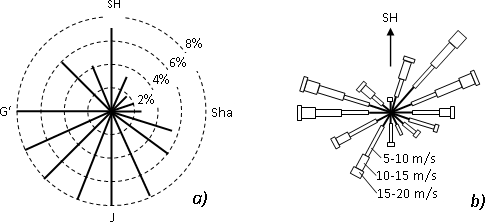 SH
8%
6%
4%
2%
G‘
Sha
J
a)
SH
5-10 m/s
10-15 m/s
15-20 m/s
b)